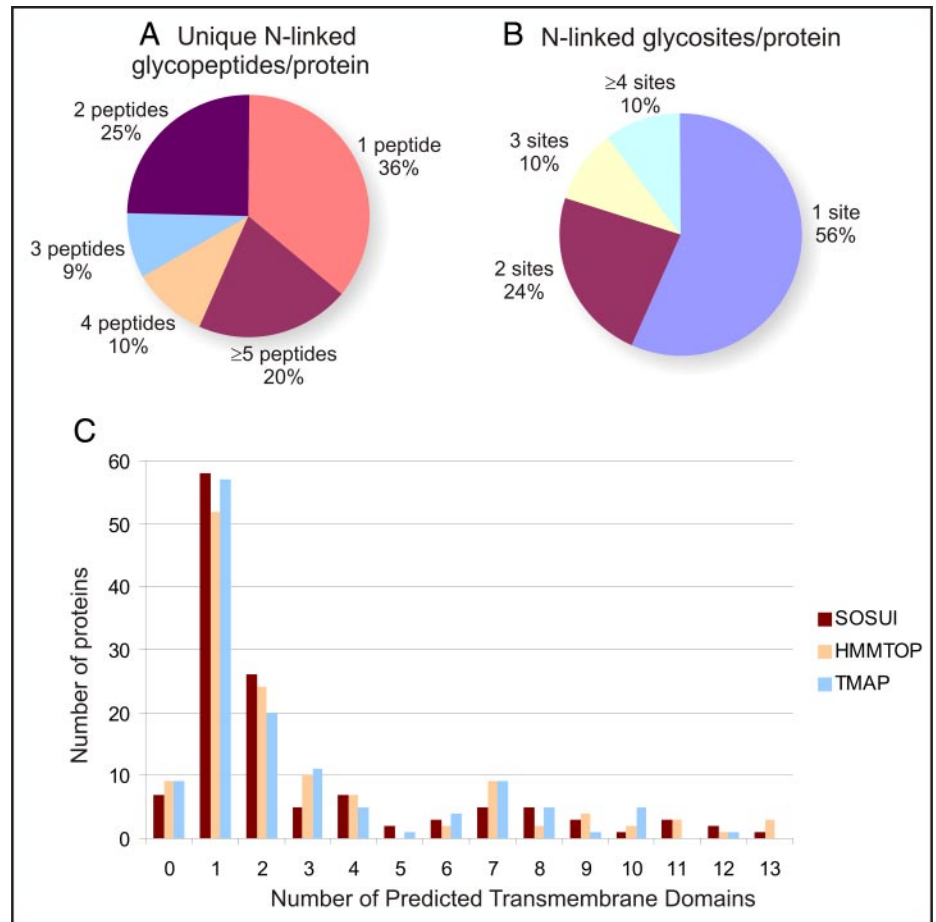 A Unique N-linked
glycopeptides/protein
2 peptides
25%
1 peptide
36%
3 peptides
9%
4 peptides
10%
≥5 peptides
20%
B N-linked glycosites/protein
≥4 sites
10%
3 sites
10%
1 site
56%
2 sites
24%
C
Number of proteins
60
50
40
30
20
10
0
0 1 2 3 4 5 6 7 8 9 10 11 12 13
Number of Predicted Transmembrane Domains
SOSUI
HMMTOP
TMAP